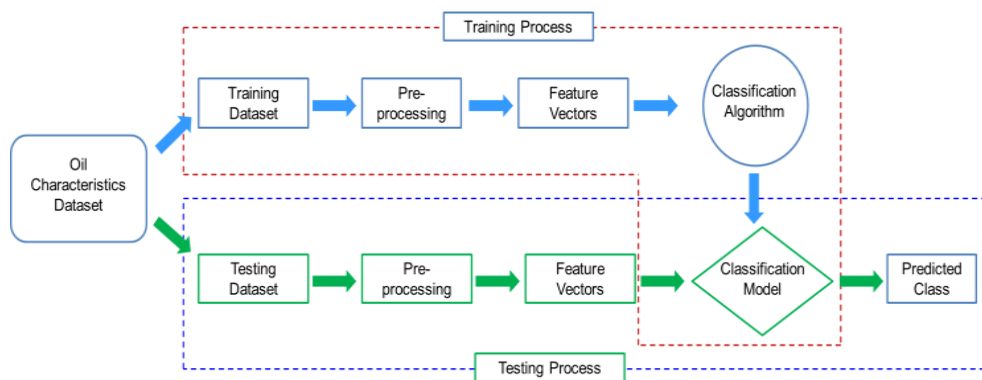 Training Process
Training
Dataset
Pre-
processing
Feature
Vectors
Classification
Algorithm
Oil
Characteristics
Dataset
Testing
Dataset
Pre-
processing
Feature
Vectors
Classification
Model
Predicted
Class
Testing Process